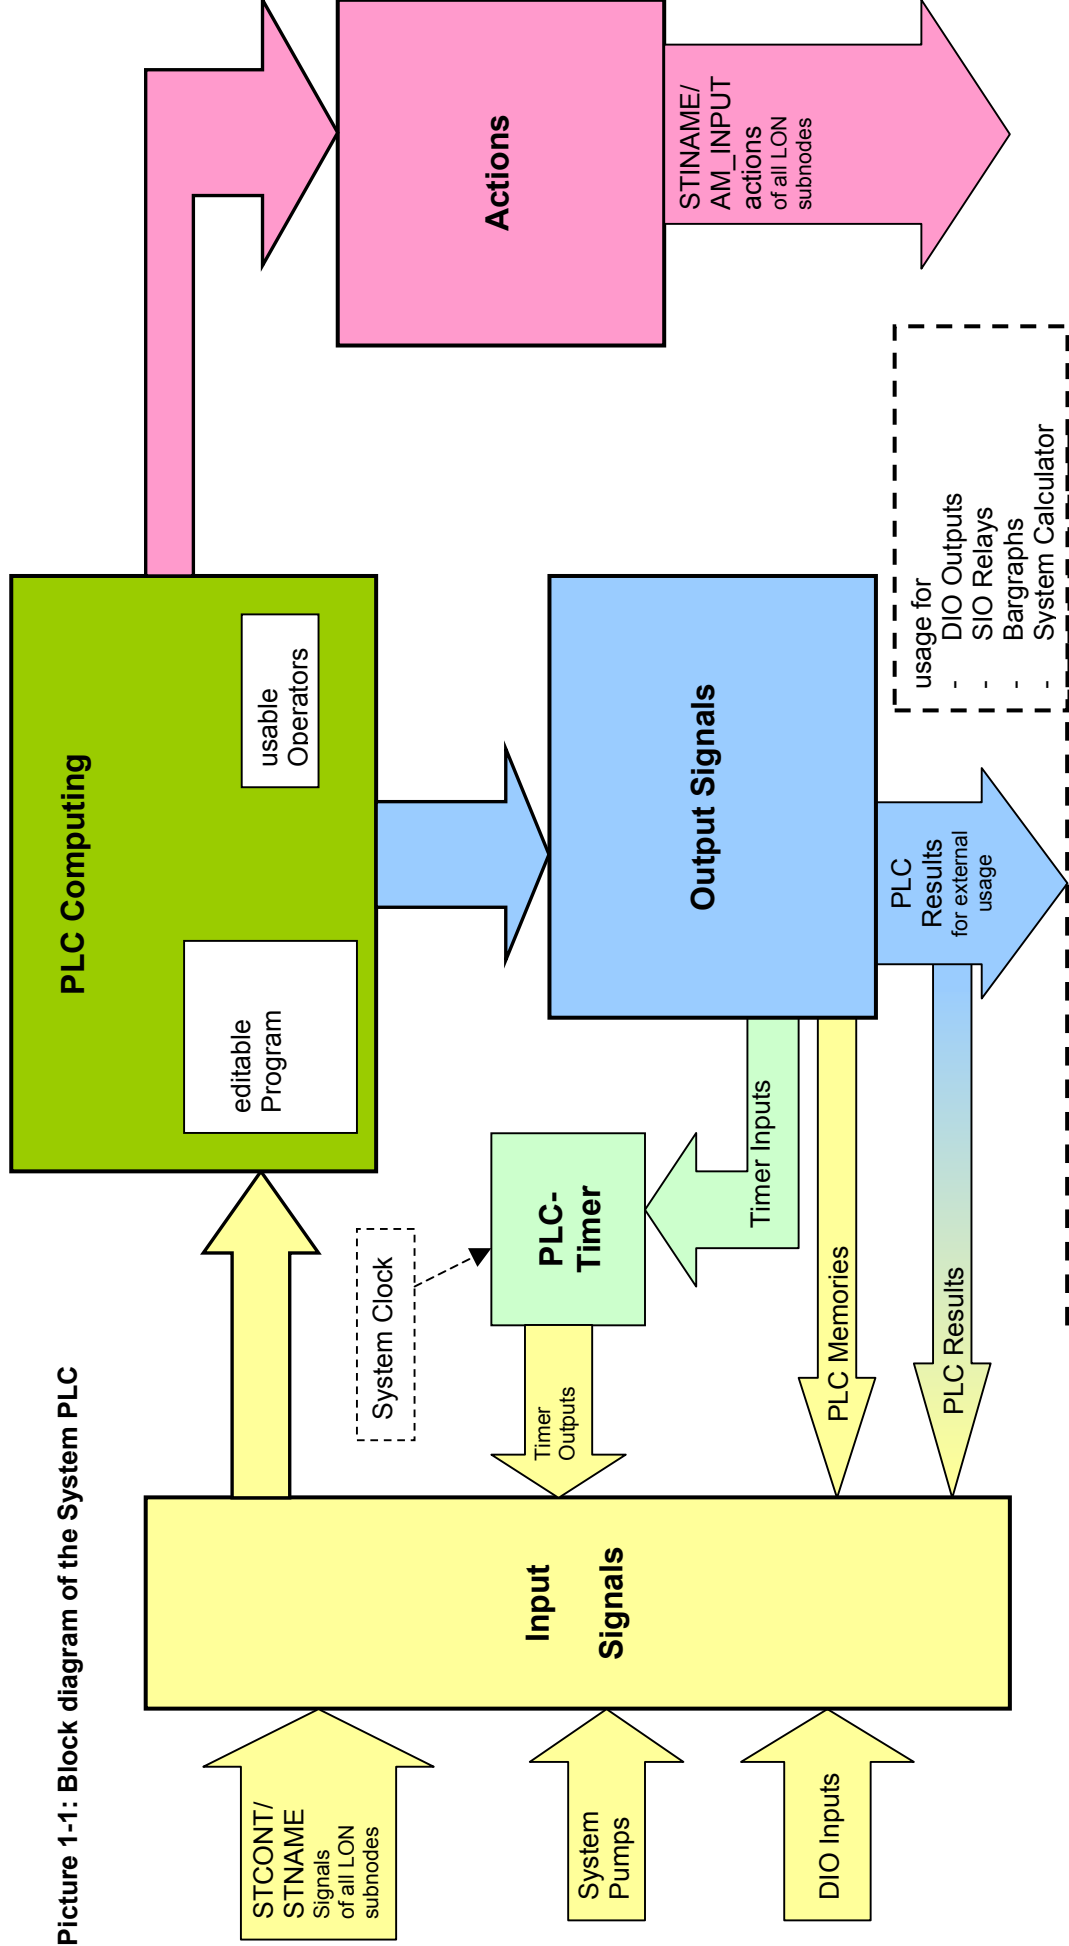 Picture 1-1: Block diagram of the System PLC
STCONT/
STNAME
Signals
of all LON
subnodes
System
Pumps
DIO Inputs
Input
Signals
Timer
Outputs
PLC Memories
PLC Results
System Clock
PLC-
Timer
Timer Inputs
PLC Computing
editable
Program
usable
Operators
Output Signals
PLC
Results
for external
usage
usage for
- DIO Outputs
- SIO Relays
- Bargraphs
- System Calculator
Actions
STINAME/
AM_INPUT
actions
of all LON
subnodes